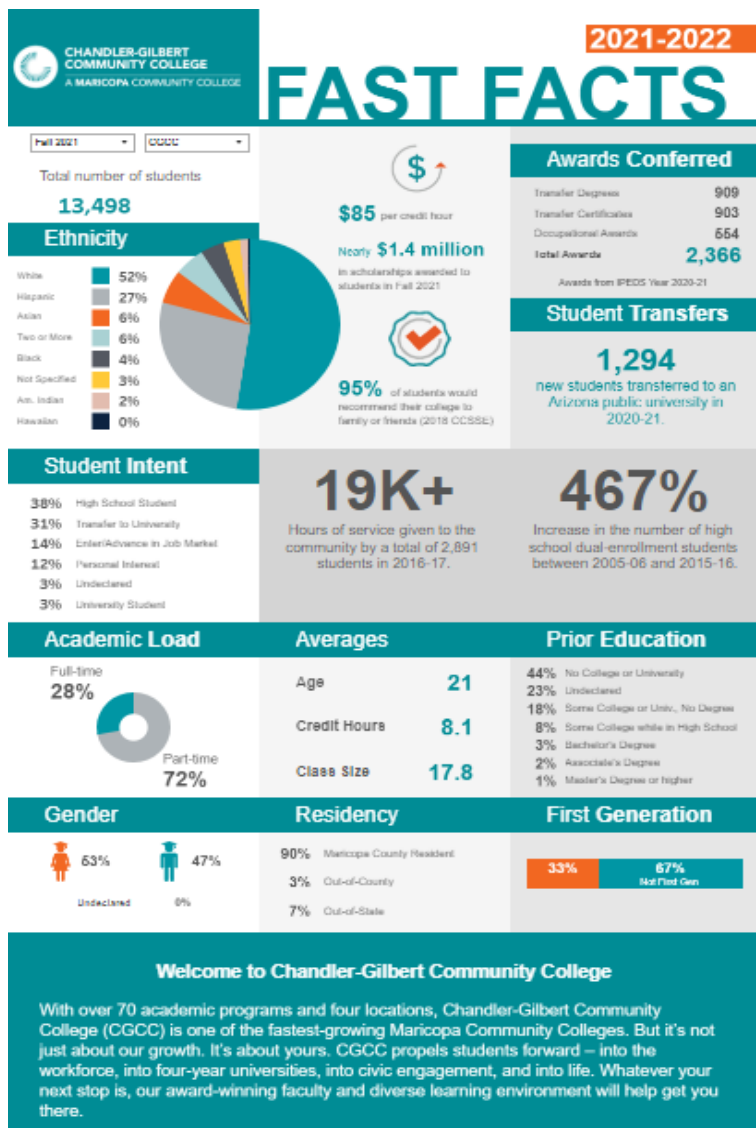 CHANDLER-GILBERT
COMMUNITY COLLEGE
A MARICOPA COMMUNITY COLLEGE
2021-2022
FAST FACTS
Fall 2021
CGCC
Total number of students
13,498
Ethnicity
White 52%
Hispanic 27%
Asian 6%
Two or More 6%
Black 4%
Not Specified 3%
Am. Indian 2%
Hawaiian 0%
$
$85 per credit hour
Nearly $1.4 million
in scholarships awarded to
students in Fall 2021
95% of students would
recommend their college to
family or friends (2018 CCSSE)
Awards Conferred
Transfer Degrees 909
Transfer Certificates 903
Occupational Awards 554
Total Awards 2,366
Awards from IPEDS Year 2020-21
Student Transfers
1,294
new students transferred to an
Arizona public university in
2020-21.
Student Intent
38% High School Student
31% Transfer to University
14% Enter/Advance in Job Market
12% Personal Interest
3% Undeclared
3% University Student
19K+
Hours of service given to the
community by a total of 2,891
students in 2016-17.
467%
Increase in the number of high
school dual-enrollment students
between 2005-06 and 2015-16.
Academic Load
Full-time
28%
Part-time
72%
Averages
Age 21
Credit Hours 8.1
Class Size 17.8
Prior Education
44% No College or University
23% Undeclared
18% Some College or Univ., No Degree
8% Some College while in High School
3% Bachelor's Degree
2% Associate's Degree
1% Master's Degree or higher
Gender
53%
47%
Undeclared 0%
Residency
90% Maricopa County Resident
3% Out-of-County
7% Out-of-State
First Generation
33%
67%
Not First Gen
Welcome to Chandler-Gilbert Community College
With over 70 academic programs and four locations, Chandler-Gilbert Community
College (CGCC) is one of the fastest-growing Maricopa Community Colleges. But it's not
just about our growth. It's about yours. CGCC propels students forward – into the
workforce, into four-year universities, into civic engagement, and into life. Whatever your
next stop is, our award-winning faculty and diverse learning environment will help get you
there.